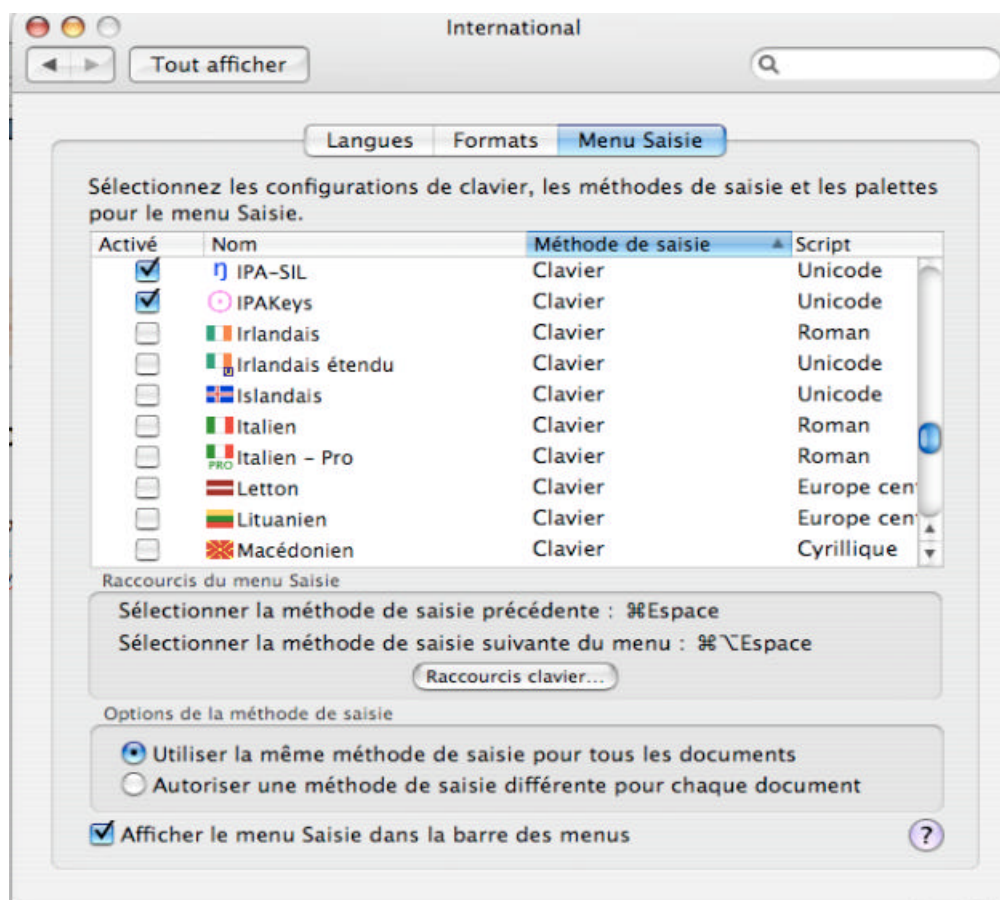 International
Tout afficher
Langues Formats Menu Saisie
Sélectionnez les configurations de clavier, les méthodes de saisie et les palettes
pour le menu Saisie.
Activé Nom Méthode de saisie Script
IPA-SIL Clavier Unicode
IPAKeys Clavier Unicode
Irlandais Clavier Roman
Irlandais étendu Clavier Unicode
Islandais Clavier Unicode
Italien Clavier Roman
PRO Italien - Pro Clavier Roman
Letton Clavier Europe cen
Lituanien Clavier Europe cen
Macédonien Clavier Cyrillique
Raccourcis du menu Saisie
Sélectionner la méthode de saisie précédente : ⌘Espace
Sélectionner la méthode de saisie suivante du menu : ⌘⌥Espace
Raccourcis clavier...
Options de la méthode de saisie
Utiliser la même méthode de saisie pour tous les documents
Autoriser une méthode de saisie différente pour chaque document
Afficher le menu Saisie dans la barre des menus ?